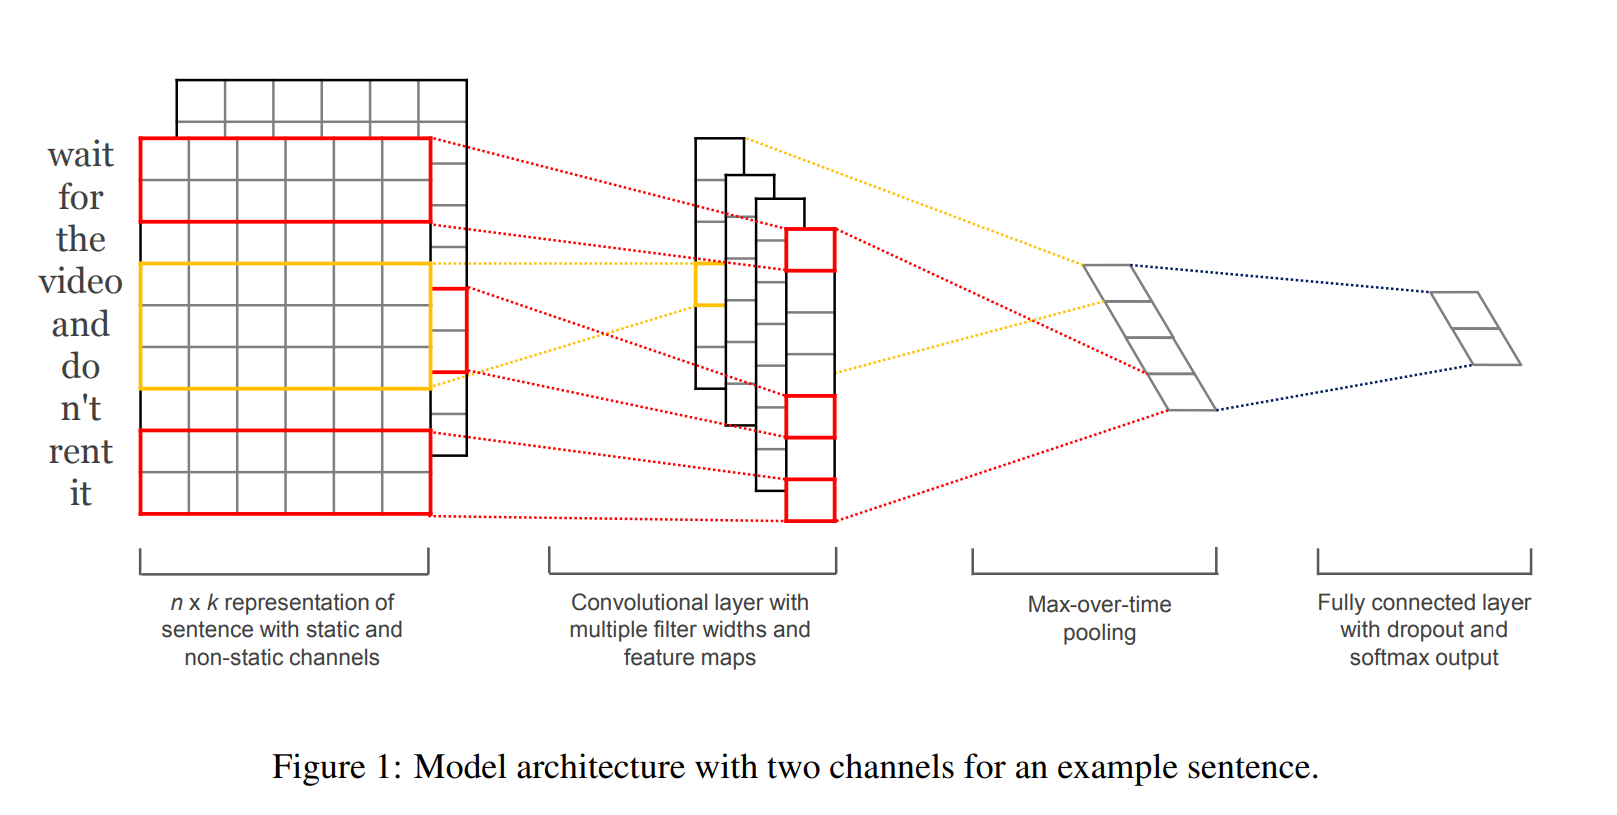 wait
for
the
video
and
do
n't
rent
it
n x k representation of
sentence with static and
non-static channels
Convolutional layer with
multiple filter widths and
feature maps
Max-over-time
pooling
Fully connected layer
with dropout and
softmax output
Figure 1: Model architecture with two channels for an example sentence.